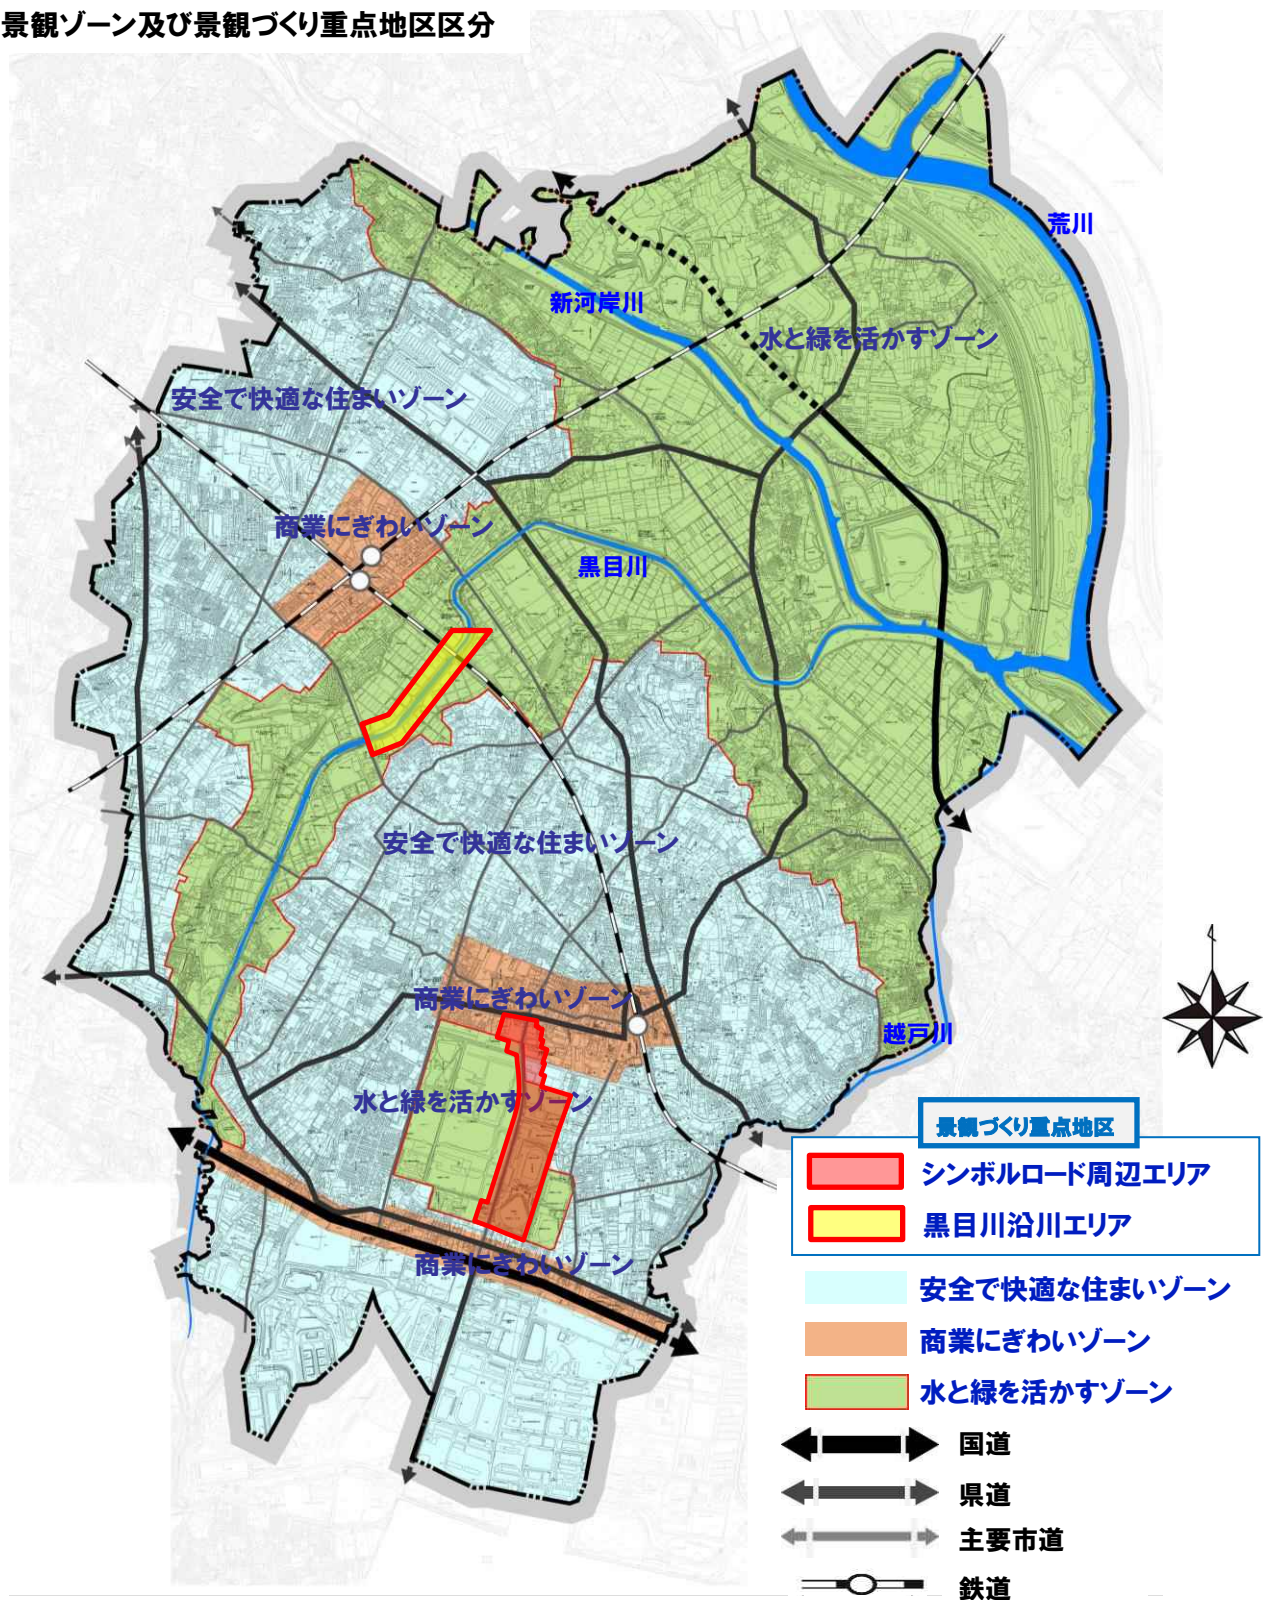 景観ゾーン及び景観づくり重点地区区分
荒川
新河岸川
水と緑を活かすゾーン
安全で快適な住まいゾーン
商業にぎわいゾーン
黒目川
安全で快適な住まいゾーン
商業にぎわいゾーン
越戸川
水と緑を活かすゾーン
商業にぎわいゾーン
景観づくり重点地区
シンボルロード周辺エリア
黒目川沿川エリア
安全で快適な住まいゾーン
商業にぎわいゾーン
水と緑を活かすゾーン
国道
県道
主要市道
鉄道